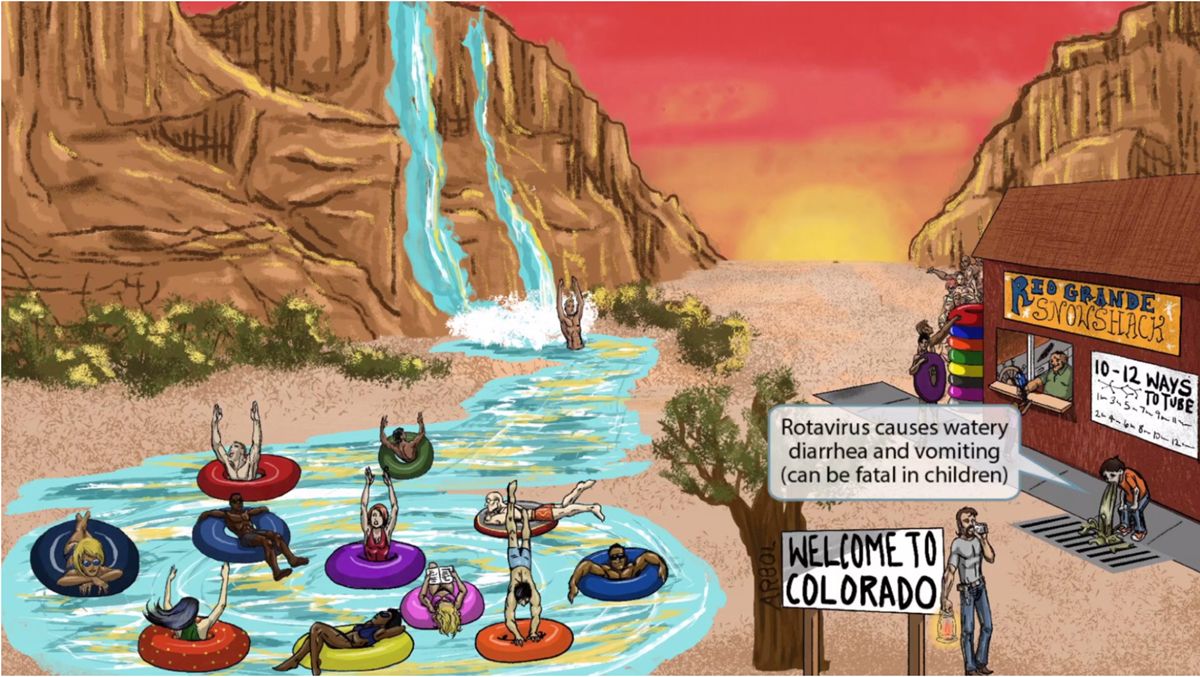 RIO GRANDE
SNOWSHACK
10-12 WAYS
TO TUBE
Rotavirus causes watery
diarrhea and vomiting
(can be fatal in children)
ARBOL
WELCOME TO
COLORADO